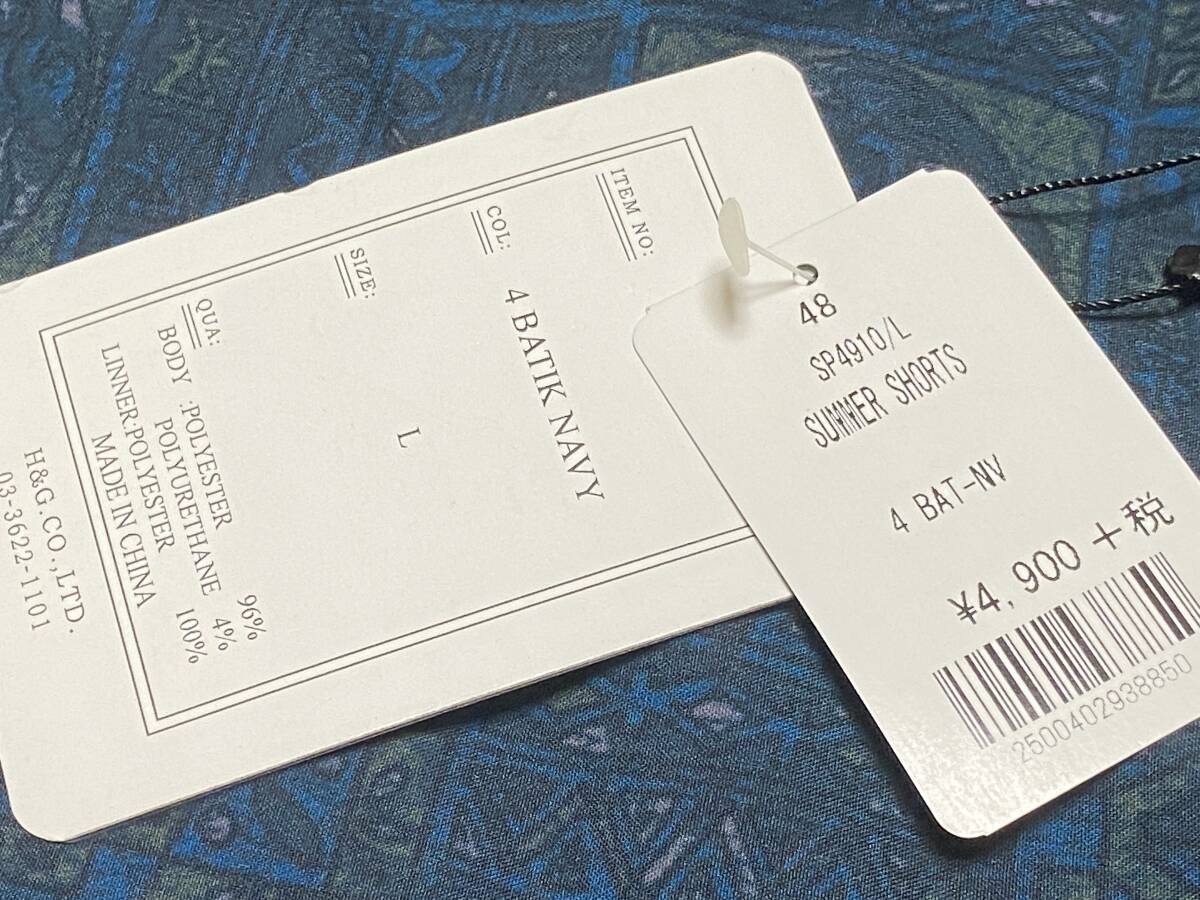 ITEM NO:
COL:
4 BATIK NAVY
SIZE:
L
QUA:
BODY :POLYESTER 96%
POLYURETHANE 4%
LINNER:POLYESTER 100%
MADE IN CHINA
H&G.CO.,LTD.
03-3622-1101
48
SP4910/L
SUMMER SHORTS
4 BAT-NV
¥4,900+税
2500402938850